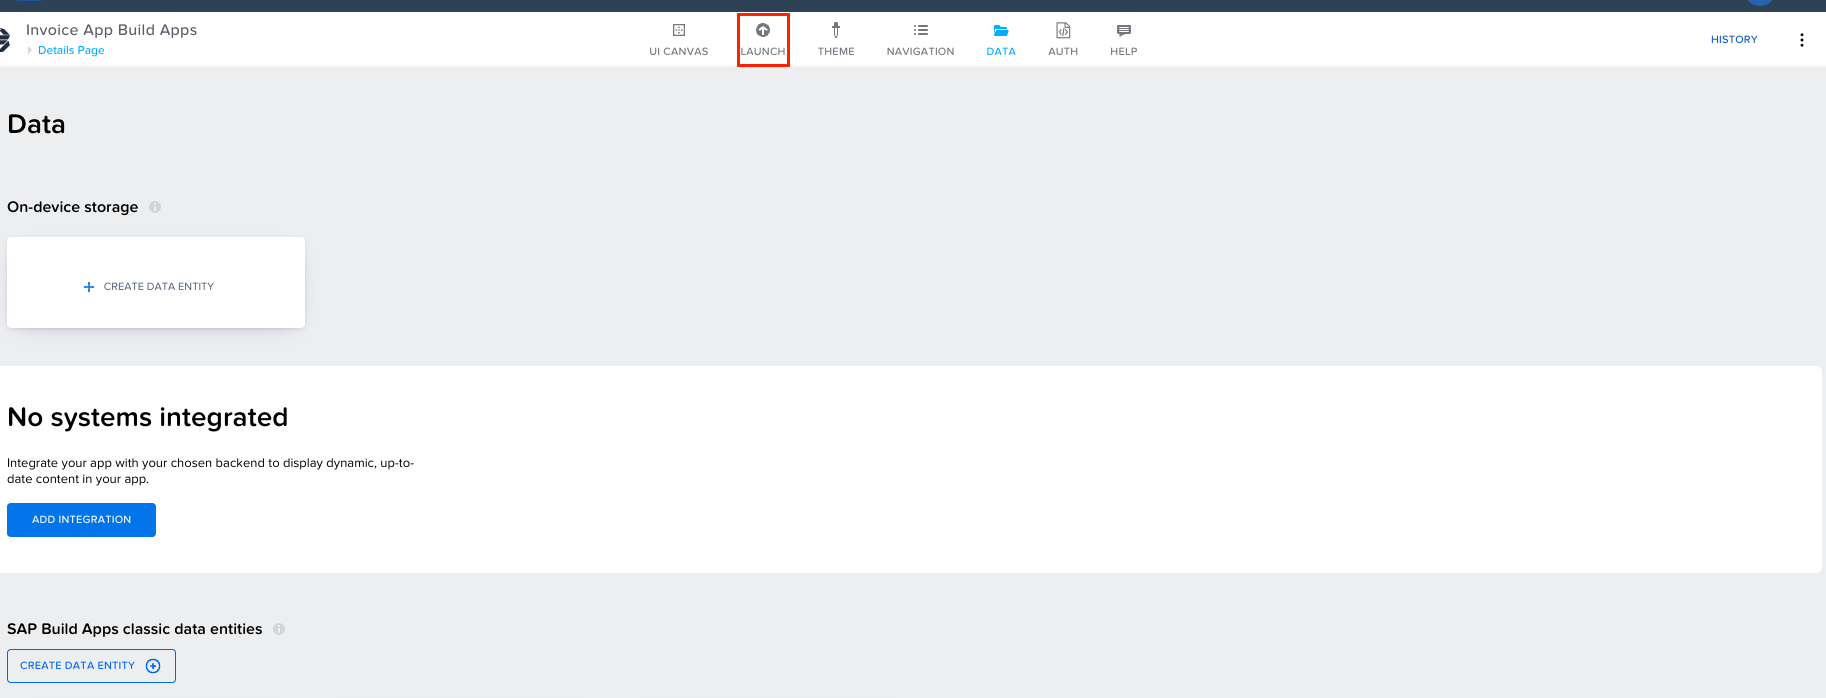 Invoice App Build Apps
Details Page
UI CANVAS
LAUNCH
THEME
NAVIGATION
DATA
AUTH
HELP
HISTORY
Data
On-device storage
CREATE DATA ENTITY
No systems integrated
Integrate your app with your chosen backend to display dynamic, up-to-
date content in your app.
ADD INTEGRATION
SAP Build Apps classic data entities
CREATE DATA ENTITY